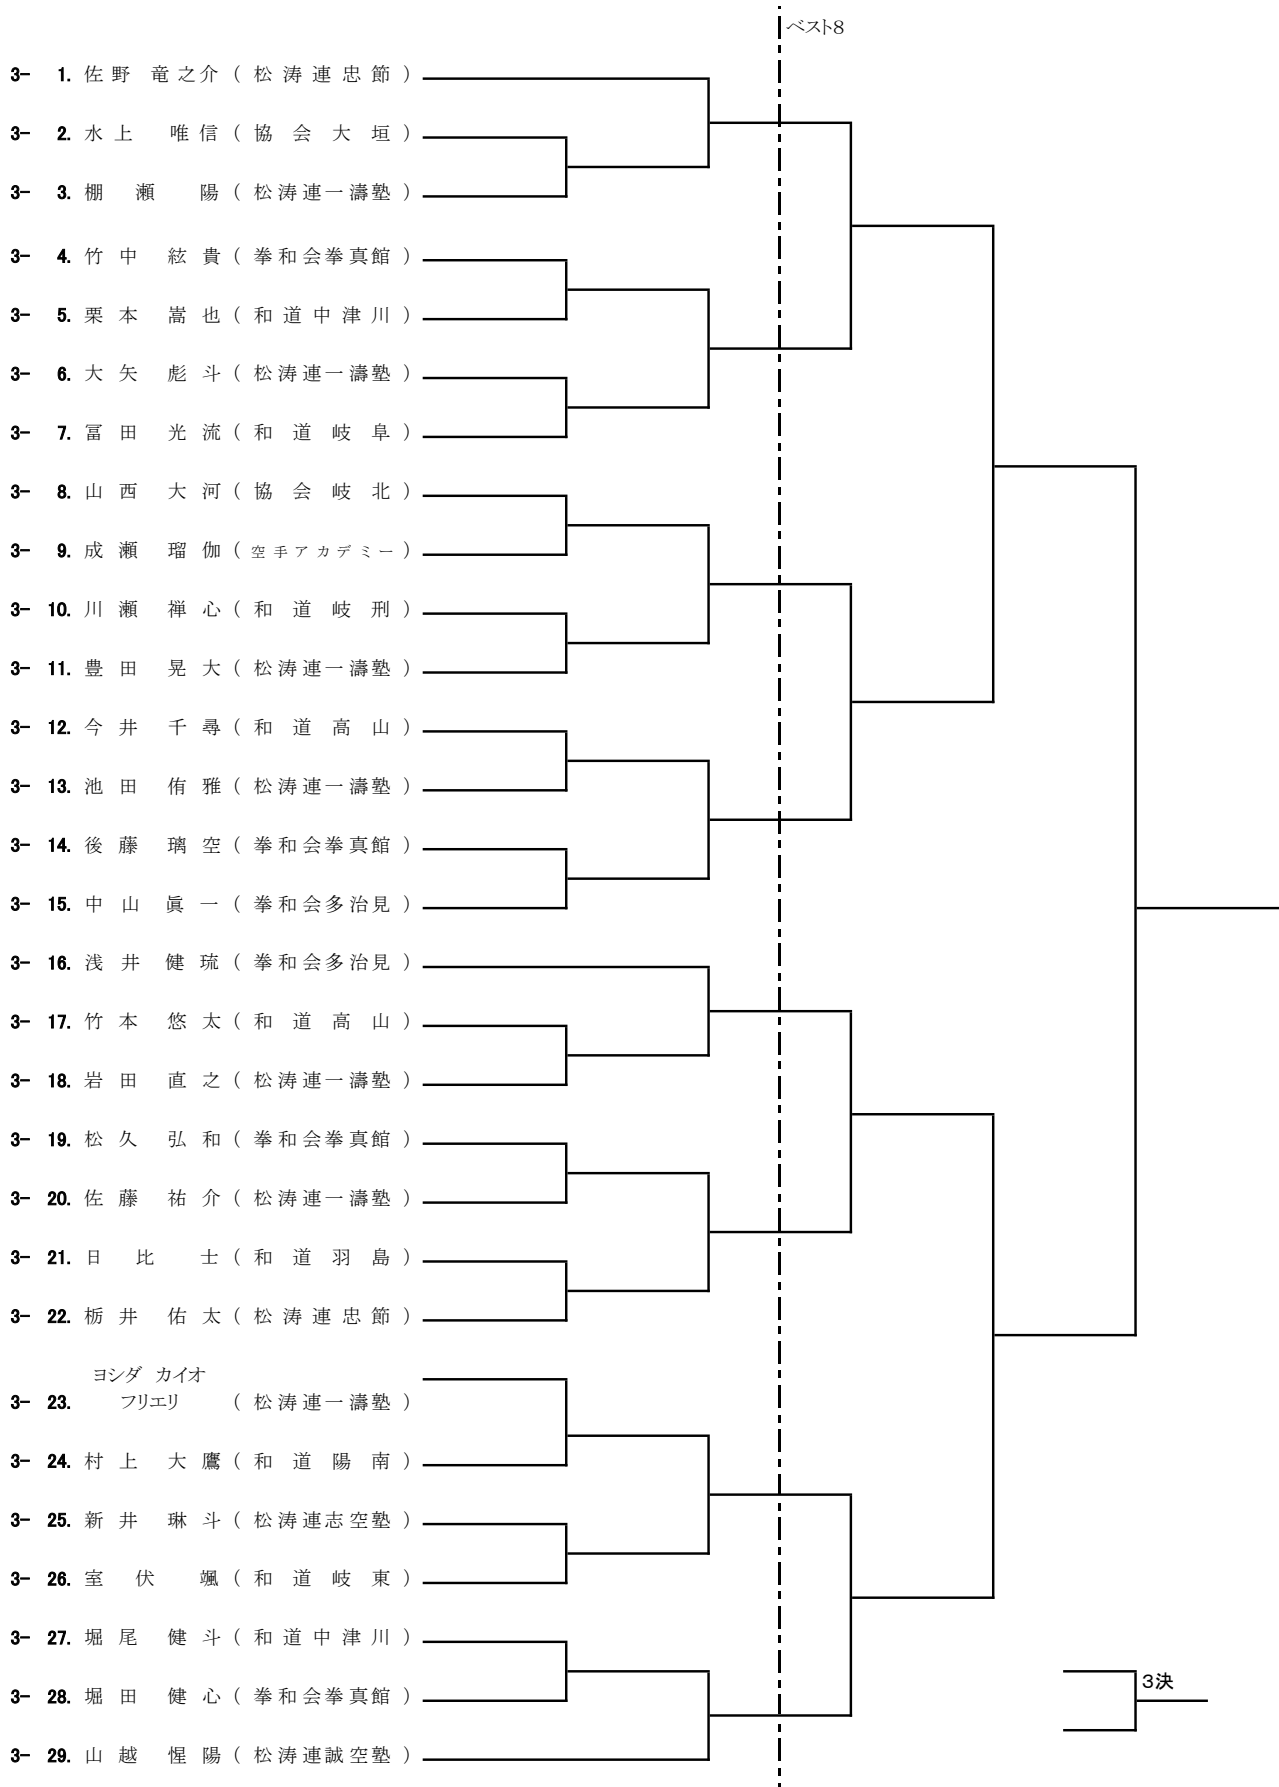 ベスト8
3- 1. 佐野 竜之介 ( 松涛連忠節 )
3- 2. 水上 唯信 ( 協会大垣 )
3- 3. 棚瀬 陽 ( 松涛連一濤塾 )
3- 4. 竹中 絃貴 ( 拳和会拳真館 )
3- 5. 栗本 嵩也 ( 和道中津川 )
3- 6. 大矢 彪斗 ( 松涛連一濤塾 )
3- 7. 冨田 光流 ( 和道岐阜 )
3- 8. 山西 大河 ( 協会岐北 )
3- 9. 成瀬 瑠伽 ( 空手アカデミー )
3- 10. 川瀬 禅心 ( 和道岐刑 )
3- 11. 豊田 晃大 ( 松涛連一濤塾 )
3- 12. 今井 千尋 ( 和道高山 )
3- 13. 池田 侑雅 ( 松涛連一濤塾 )
3- 14. 後藤 璃空 ( 拳和会拳真館 )
3- 15. 中山 眞一 ( 拳和会多治見 )
3- 16. 浅井 健琉 ( 拳和会多治見 )
3- 17. 竹本 悠太 ( 和道高山 )
3- 18. 岩田 直之 ( 松涛連一濤塾 )
3- 19. 松久 弘和 ( 拳和会拳真館 )
3- 20. 佐藤 祐介 ( 松涛連一濤塾 )
3- 21. 日比 士 ( 和道羽島 )
3- 22. 栃井 佑太 ( 松涛連忠節 )
ヨシダ カイオ
3- 23. フリエリ ( 松涛連一濤塾 )
3- 24. 村上 大鷹 ( 和道陽南 )
3- 25. 新井 琳斗 ( 松涛連志空塾 )
3- 26. 室伏 颯 ( 和道岐東 )
3- 27. 堀尾 健斗 ( 和道中津川 )
3- 28. 堀田 健心 ( 拳和会拳真館 )
3決
3- 29. 山越 惺陽 ( 松涛連誠空塾 )